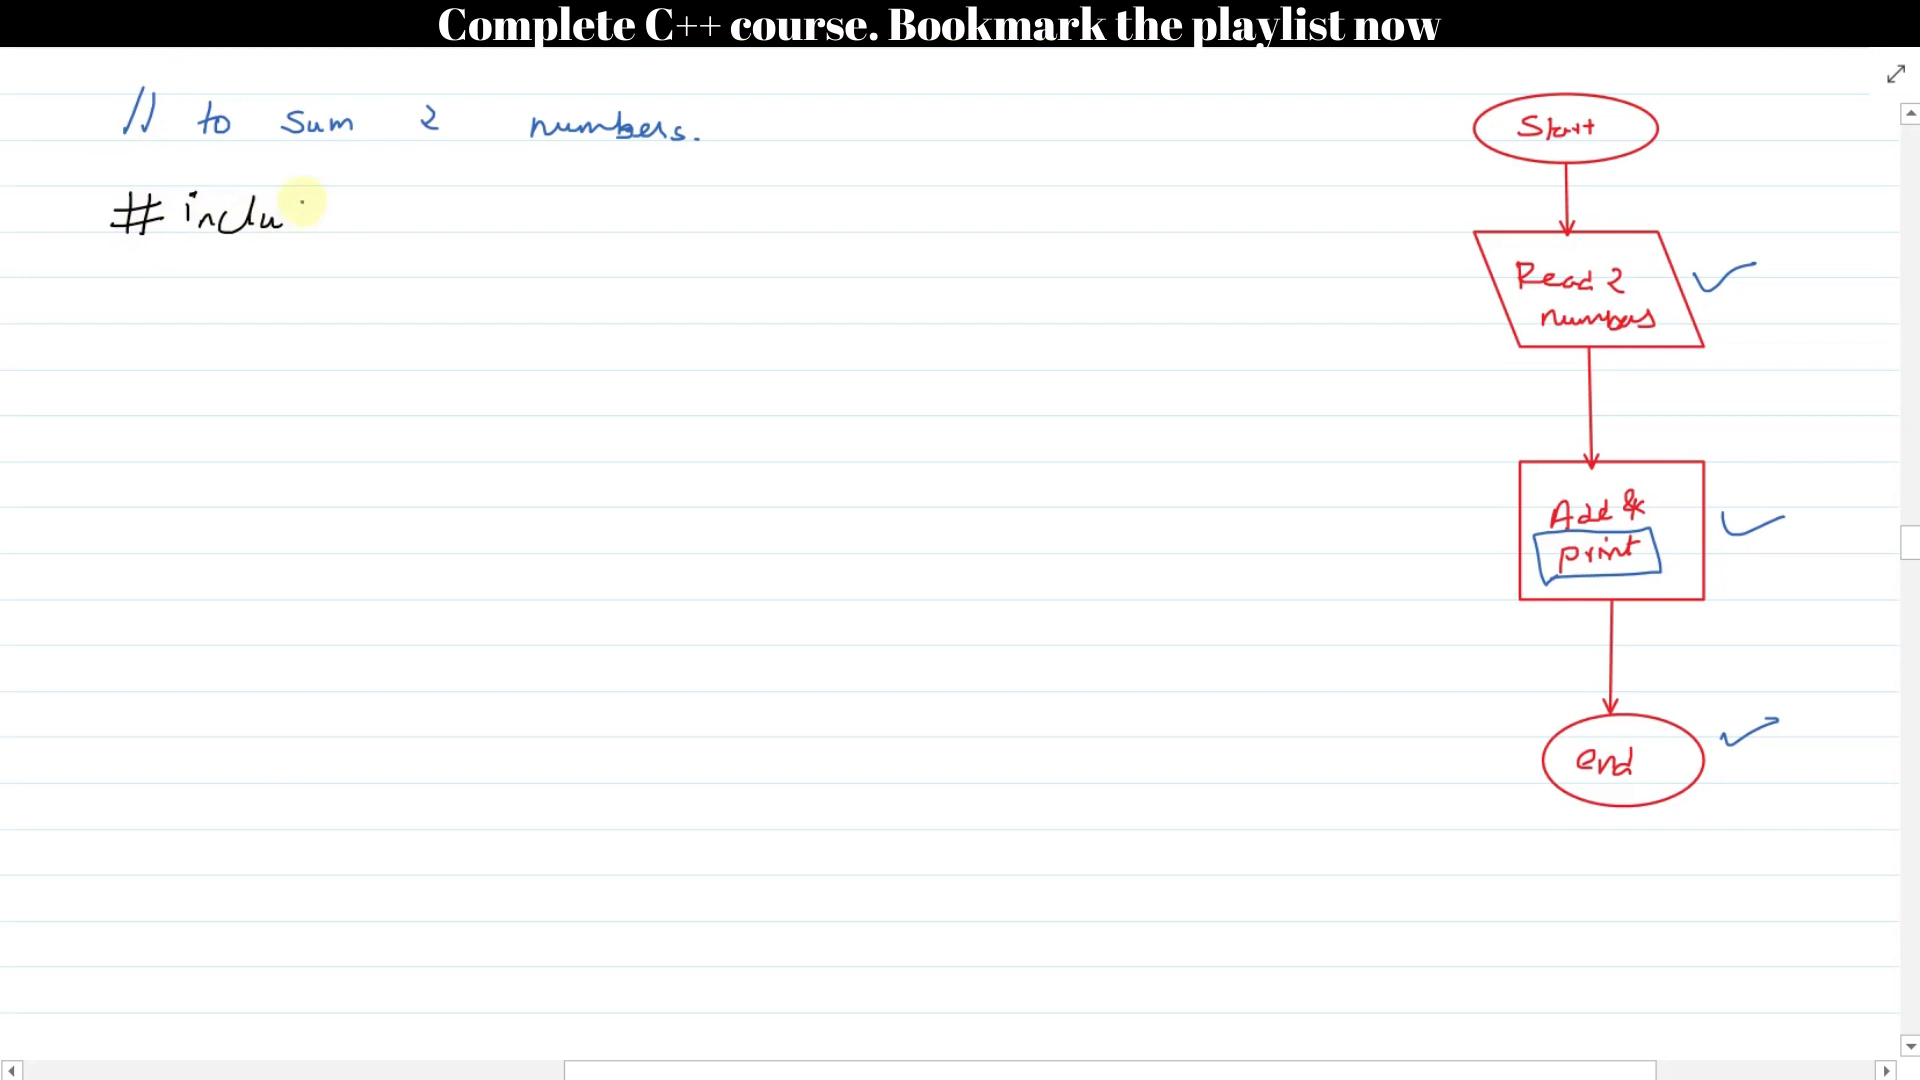 Complete C++ course. Bookmark the playlist now
// to sum 2 numbers.
# inclu
Start
Read 2
numbers
Add &
print
end